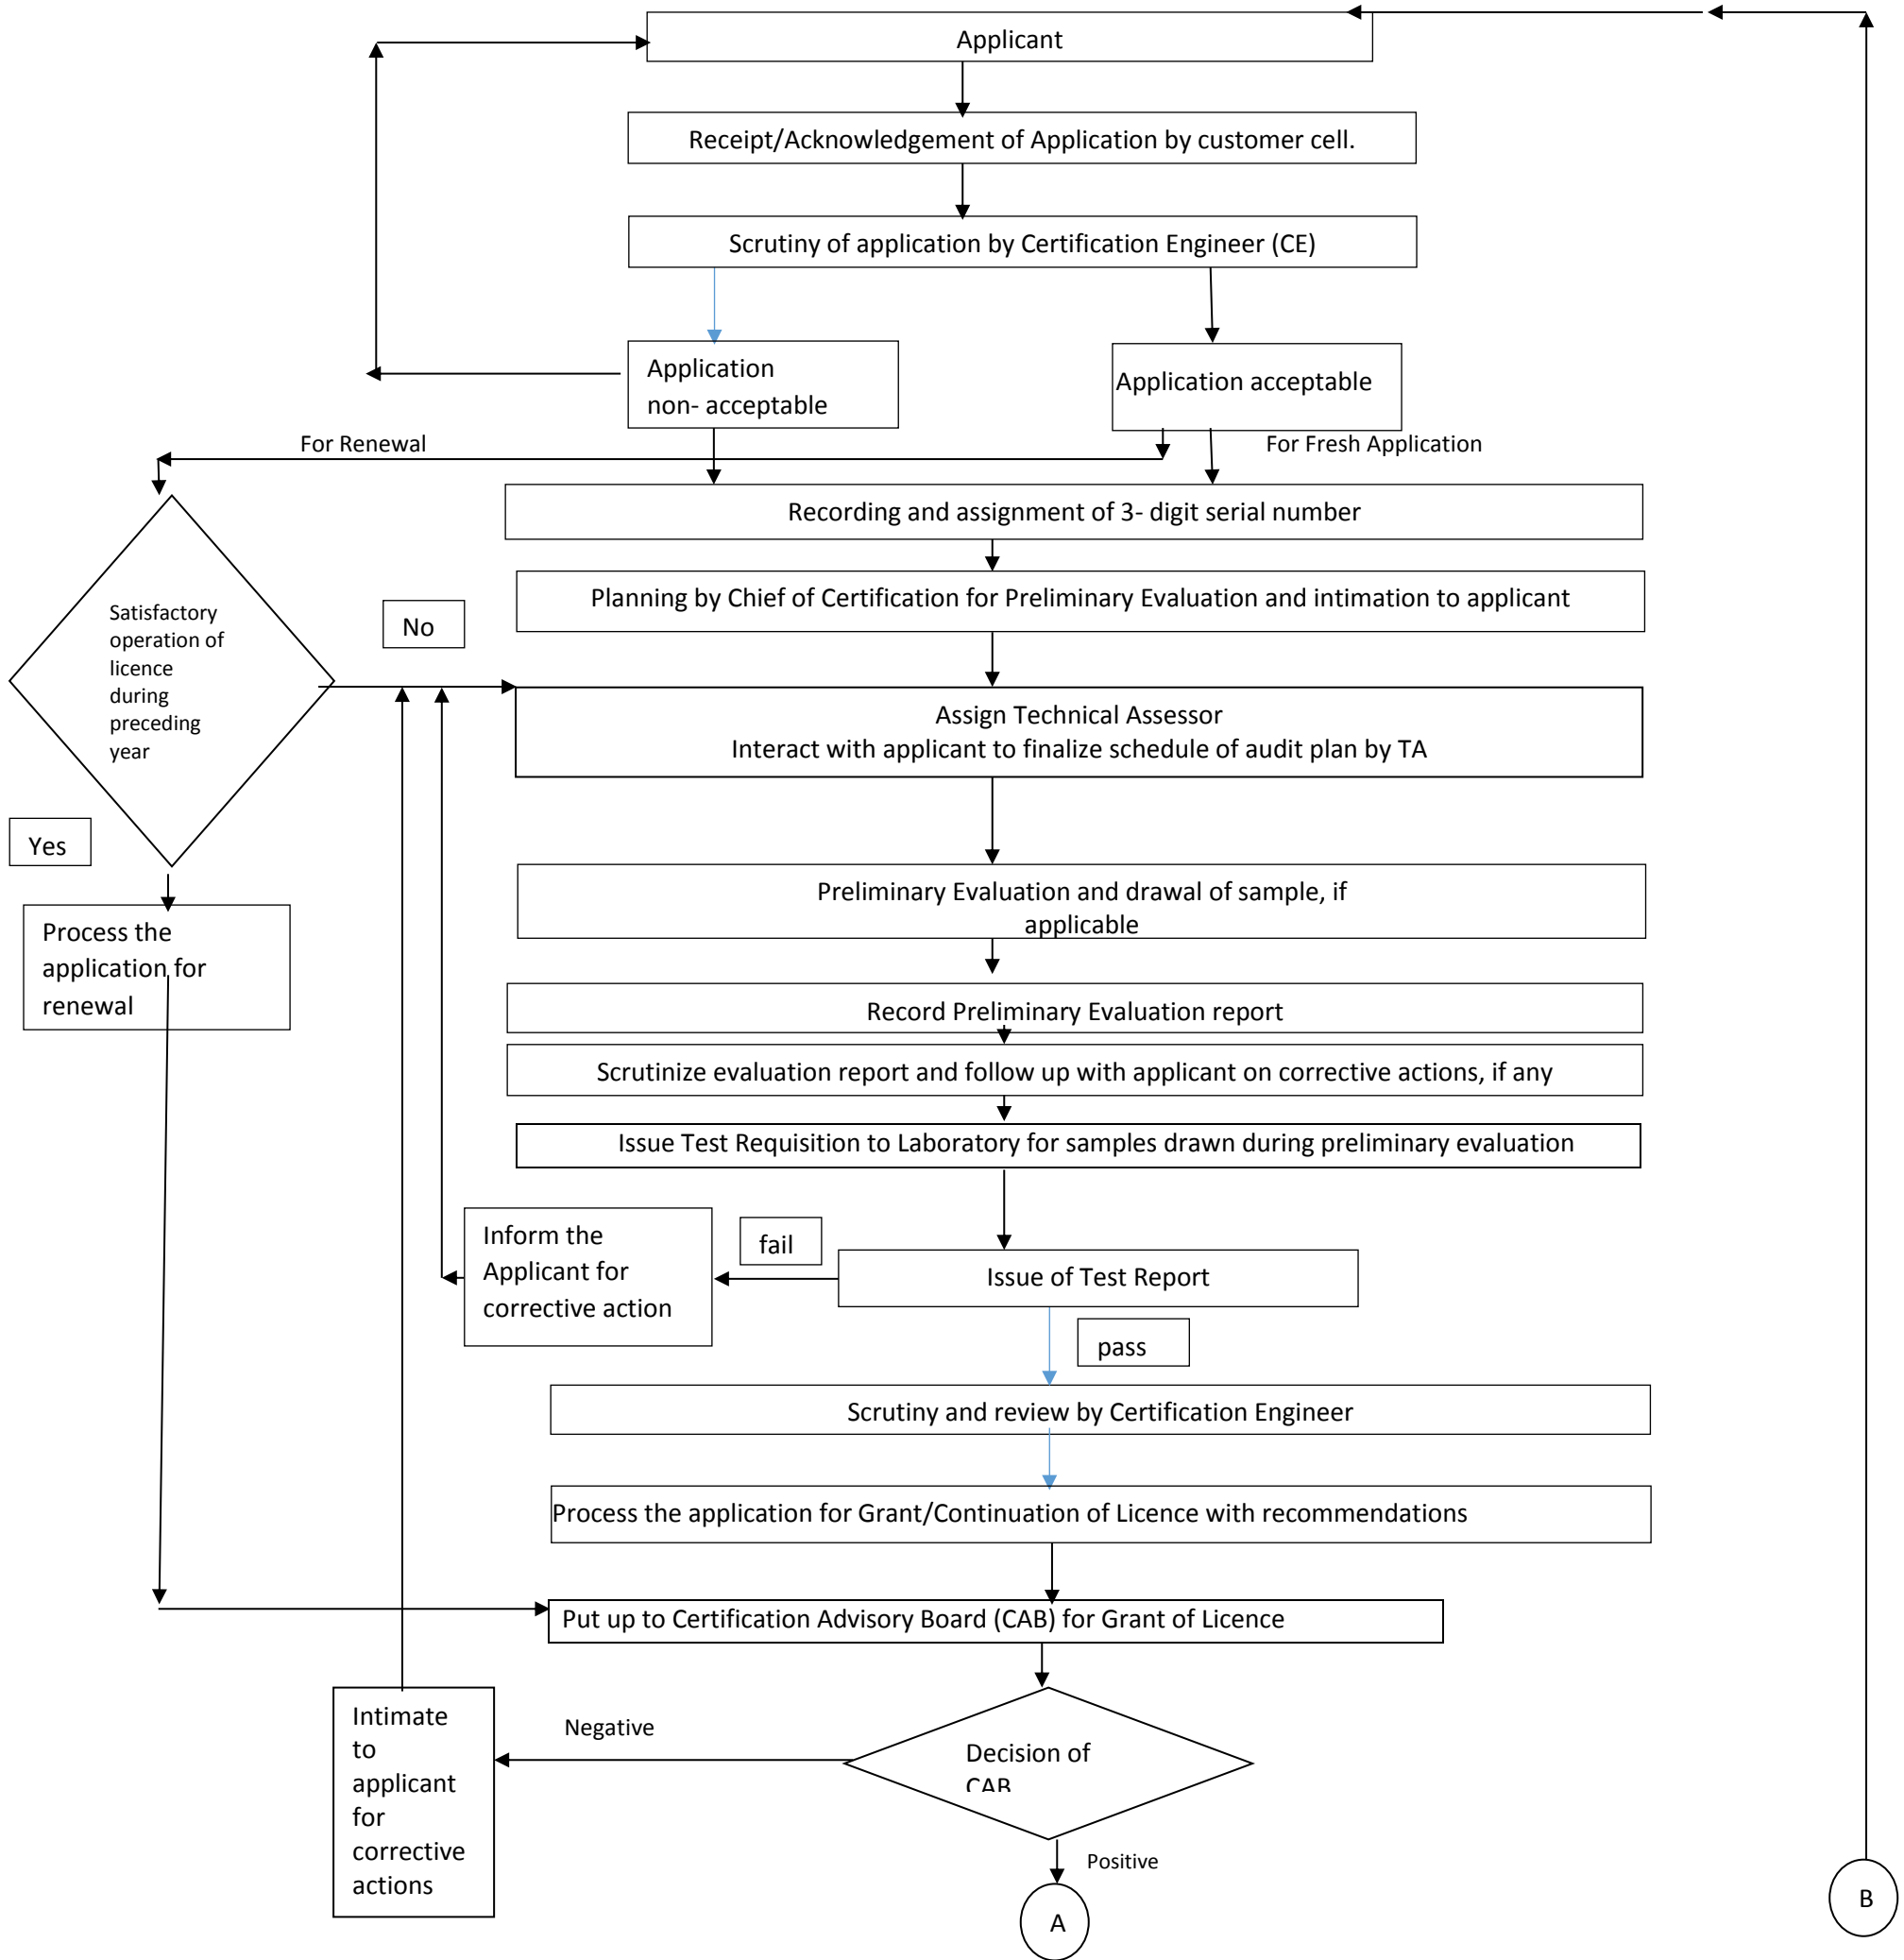 Applicant
Receipt/Acknowledgement of Application by customer cell.
Scrutiny of application by Certification Engineer (CE)
Application
non- acceptable
Application acceptable
For Renewal
For Fresh Application
Recording and assignment of 3- digit serial number
Planning by Chief of Certification for Preliminary Evaluation and intimation to applicant
Satisfactory
operation of
licence
during
preceding
year
No
Assign Technical Assessor
Interact with applicant to finalize schedule of audit plan by TA
Yes
Preliminary Evaluation and drawal of sample, if
applicable
Process the
application for
renewal
Record Preliminary Evaluation report
Scrutinize evaluation report and follow up with applicant on corrective actions, if any
Issue Test Requisition to Laboratory for samples drawn during preliminary evaluation
Inform the
Applicant for
corrective action
fail
Issue of Test Report
pass
Scrutiny and review by Certification Engineer
Process the application for Grant/Continuation of Licence with recommendations
Put up to Certification Advisory Board (CAB) for Grant of Licence
Intimate
to
applicant
for
corrective
actions
Negative
Decision of
CAB
Positive
A
B